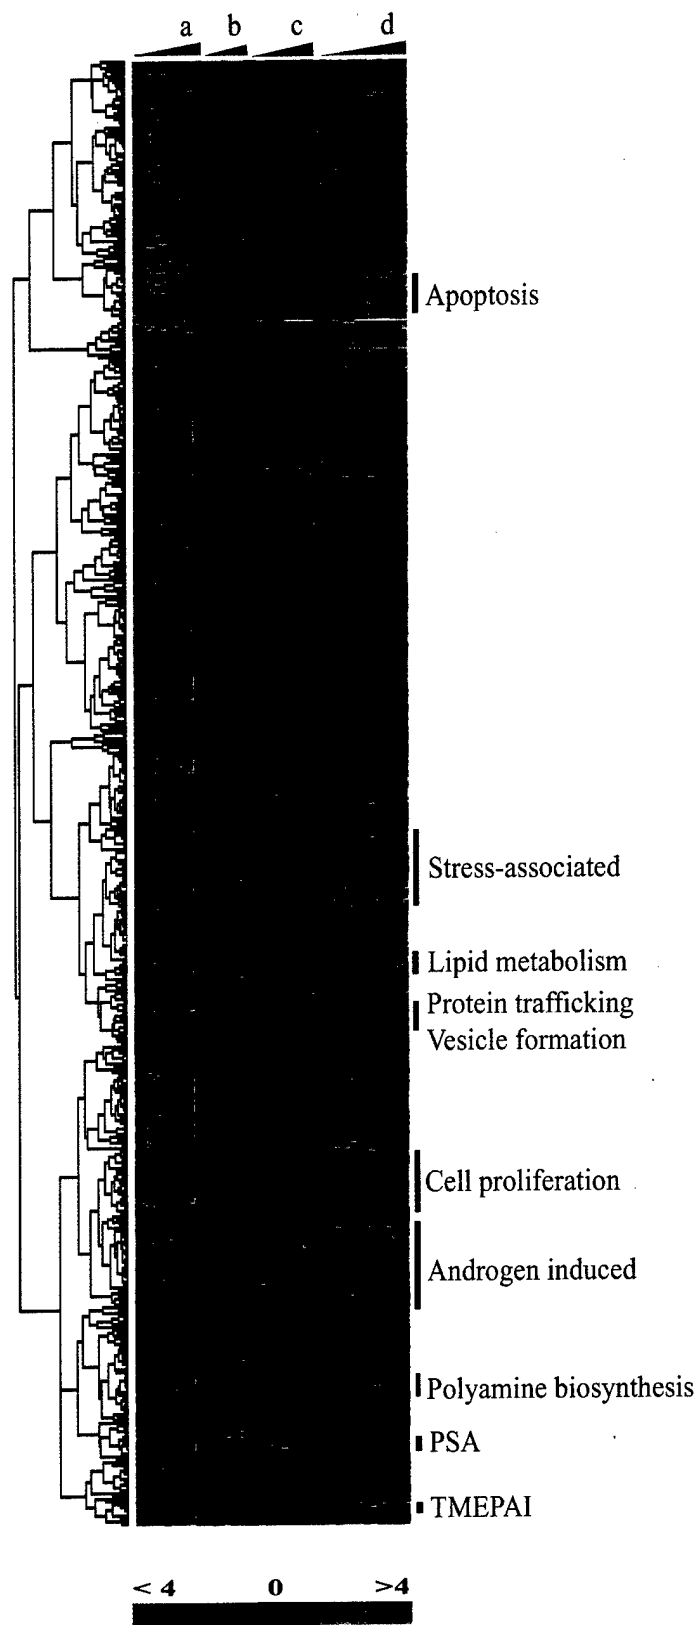 a b c d
Apoptosis
Stress-associated
Lipid metabolism
Protein trafficking
Vesicle formation
Cell proliferation
Androgen induced
Polyamine biosynthesis
PSA
TMEPAI
< 4 0 >4